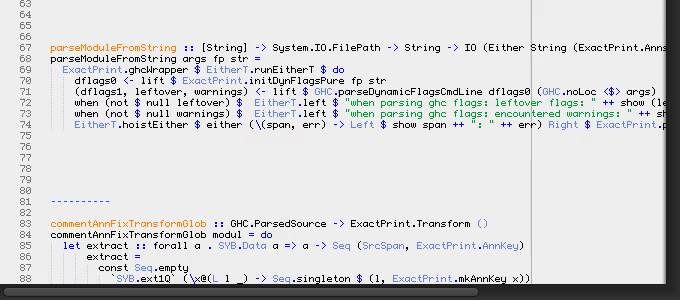 63
64
65
66
67 parseModuleFromString :: [String] -> System.IO.FilePath -> String -> IO (Either String (ExactPrint.Anns
68 parseModuleFromString args fp str =
69 ExactPrint.ghcWrapper $ EitherT.runEitherT $ do
70 dflags0 <- lift $ ExactPrint.initDynFlagsPure fp str
71 (dflags1, leftover, warnings) <- lift $ GHC.parseDynamicFlagsCmdLine dflags0 (GHC.noLoc <$> args)
72 when (not $ null leftover) $ EitherT.left $ "when parsing ghc flags: leftover flags: " ++ show (le
73 when (not $ null warnings) $ EitherT.left $ "when parsing ghc flags: encountered warnings: " ++ sh
74 EitherT.hoistEither $ either (\(span, err) -> Left $ show span ++ ": " ++ err) Right $ ExactPrint.p
75
76
77
78
79
80
81 ----------
82
83 commentAnnFixTransformGlob :: GHC.ParsedSource -> ExactPrint.Transform ()
84 commentAnnFixTransformGlob modul = do
85 let extract :: forall a . SYB.Data a => a -> Seq (SrcSpan, ExactPrint.AnnKey)
86 extract =
87 const Seq.empty
88 `SYB.ext1Q` (\x@(L l _) -> Seq.singleton $ (l, ExactPrint.mkAnnKey x))